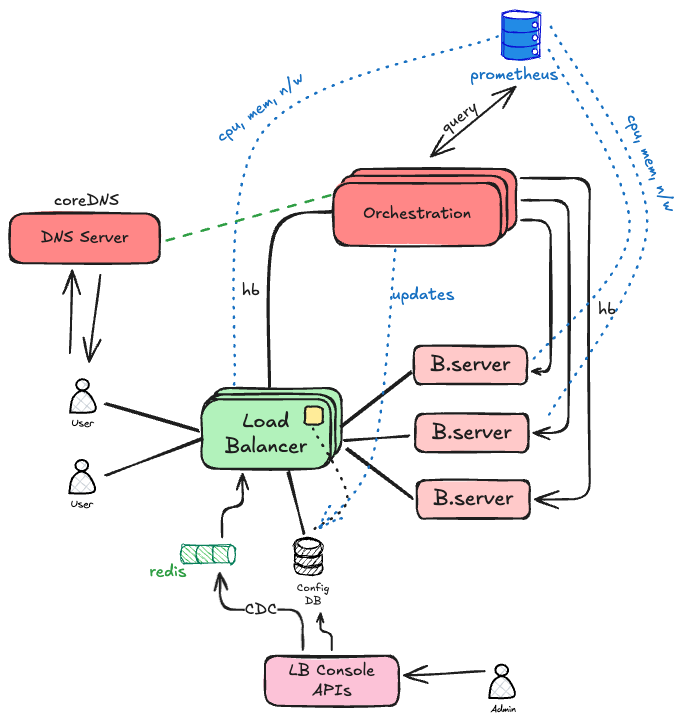 prometheus
cpu, mem, n/w
cpu, mem, n/w
query
coreDNS
DNS Server
Orchestration
hb
updates
hb
B.server
B.server
B.server
Load
Balancer
User
User
redis
Config
DB
CDC
LB Console
APIs
Admin